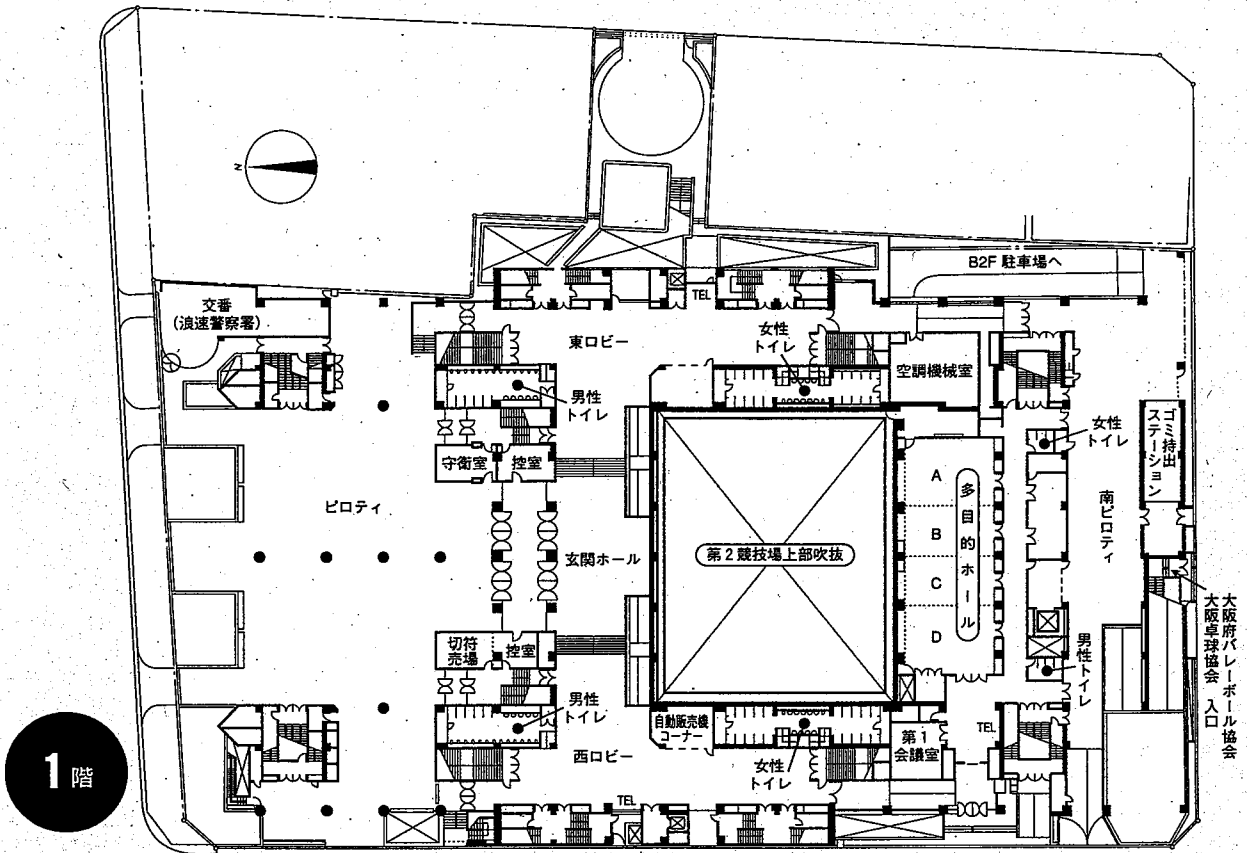 N
B2F 駐車場へ
交番
(浪速警察署)
TEL
東ロビー
女性
トイレ
空調機械室
男性
トイレ
女性
トイレ
ゴミ持出
ステーション
守衛室
控室
A
B
C
D
多目的ホール
ピロティ
南ピロティ
第2競技場上部吹抜
玄関ホール
大阪府バレーボール協会
大阪卓球協会 入口
切符
売場
控室
男性
トイレ
男性
トイレ
自動販売機
コーナー
第1
会議室
TEL
西ロビー
女性
トイレ
TEL
1階